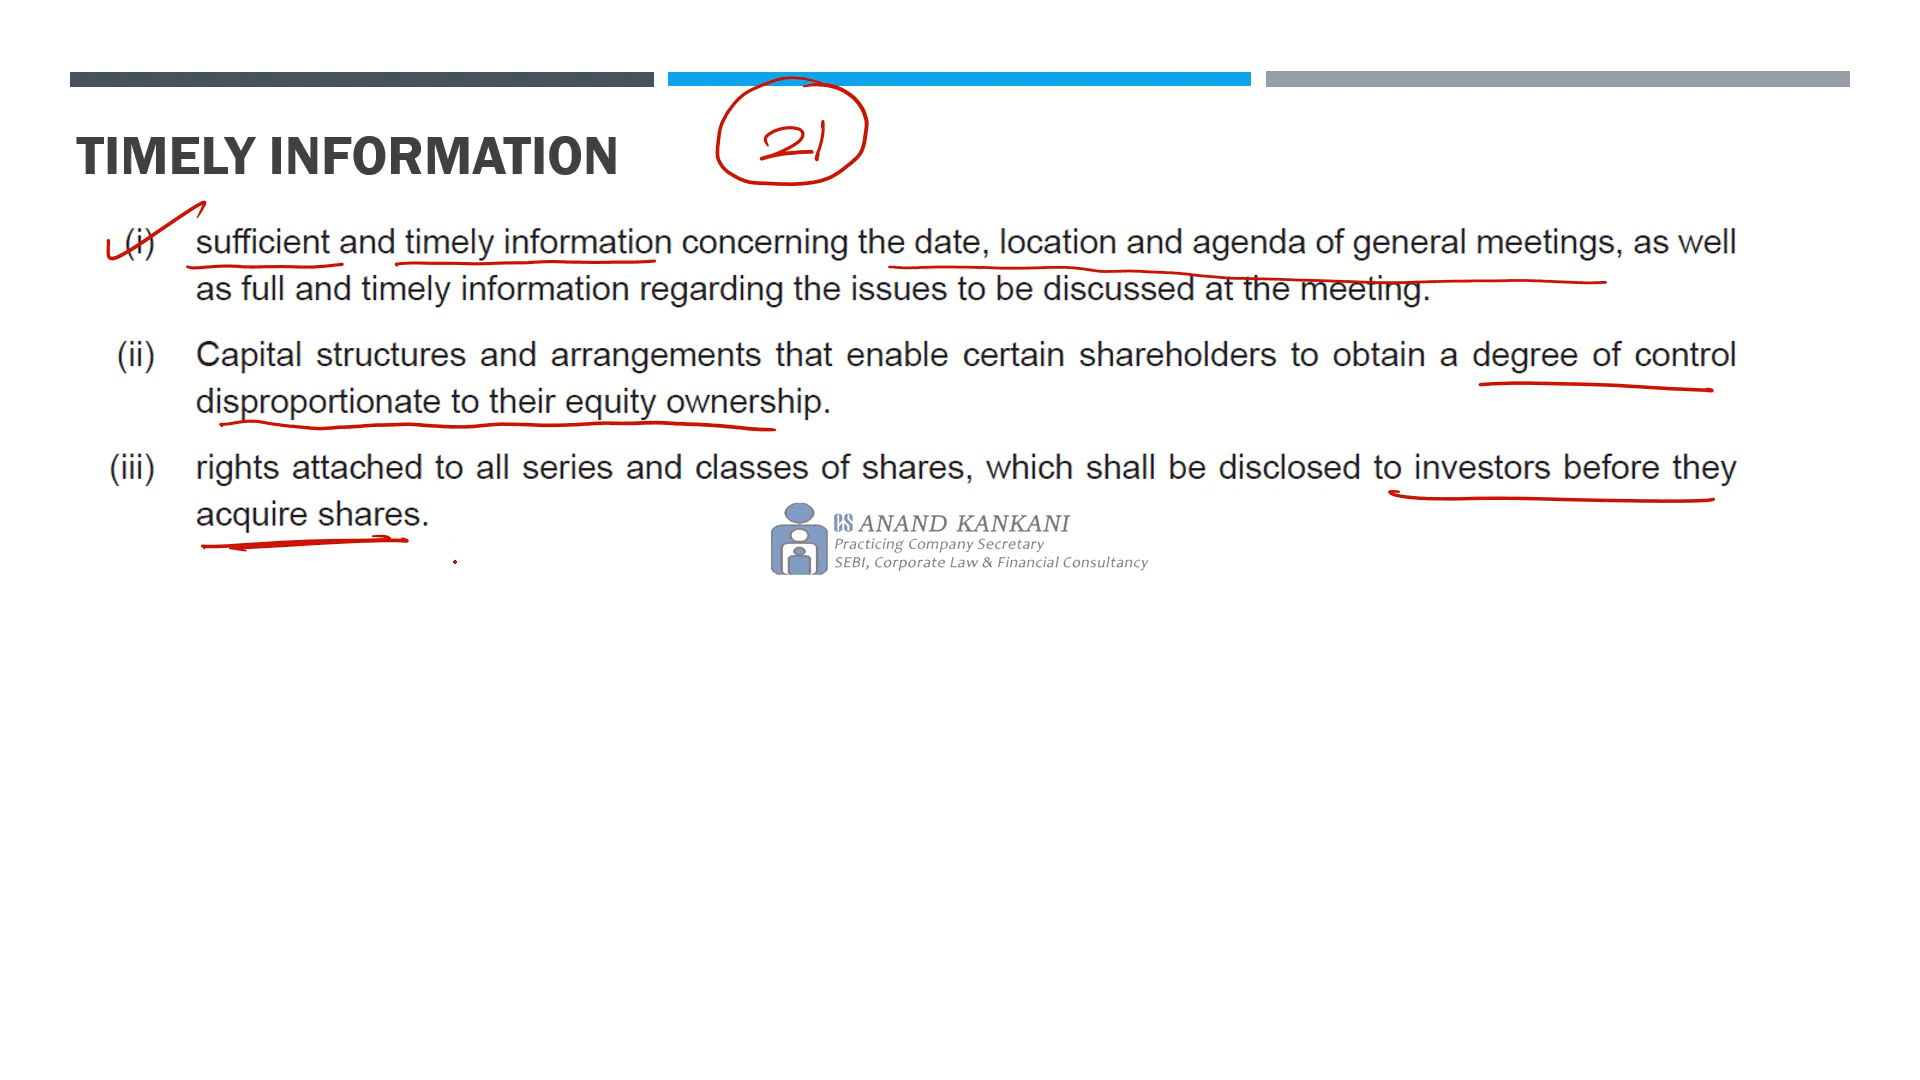 TIMELY INFORMATION
21
(i) sufficient and timely information concerning the date, location and agenda of general meetings, as well
as full and timely information regarding the issues to be discussed at the meeting.
(ii) Capital structures and arrangements that enable certain shareholders to obtain a degree of control
disproportionate to their equity ownership.
(iii) rights attached to all series and classes of shares, which shall be disclosed to investors before they
acquire shares.
CS ANAND KANKANI
Practicing Company Secretary
SEBI, Corporate Law & Financial Consultancy